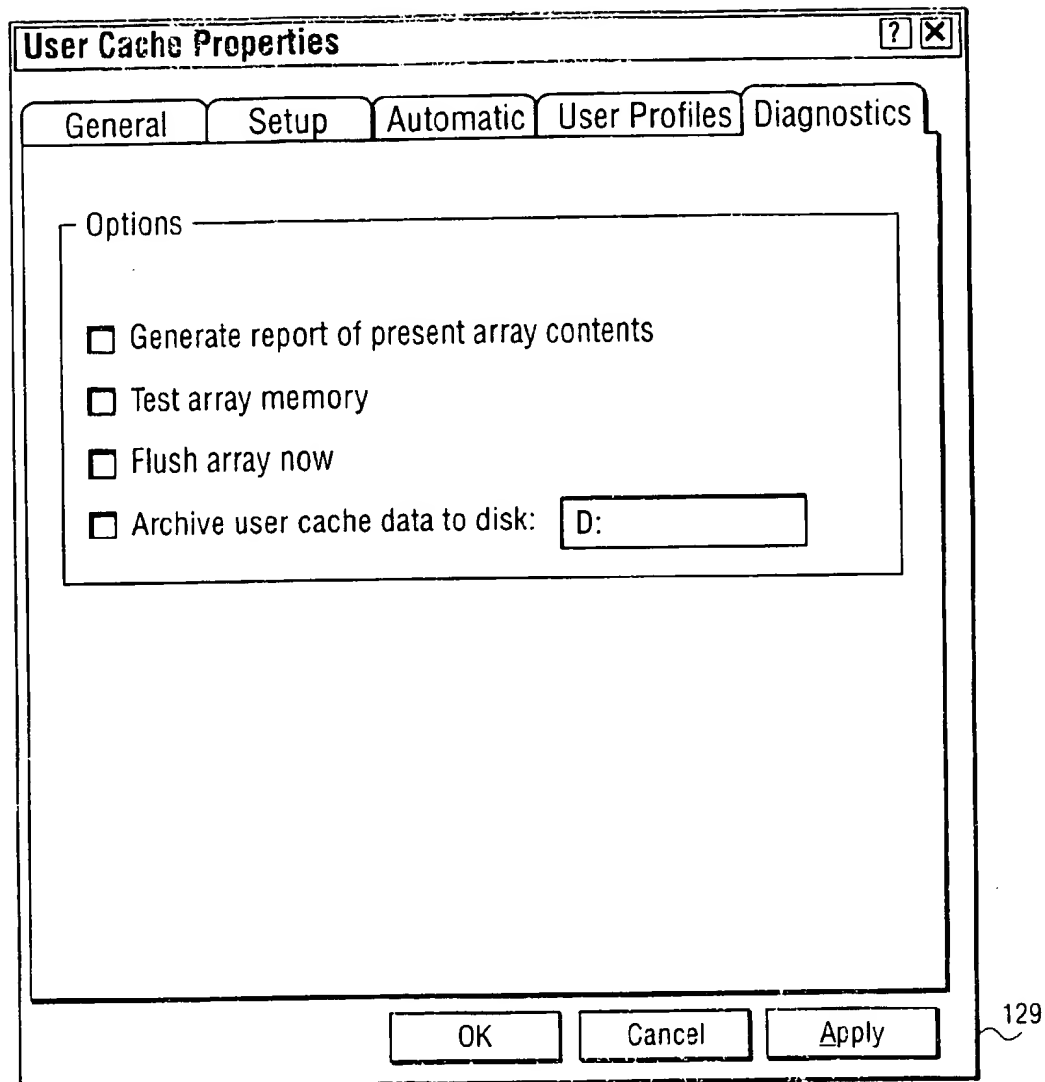 User Cache Properties ?
General Setup Automatic User Profiles Diagnostics
Options
Generate report of present array contents
Test array memory
Flush array now
Archive user cache data to disk: D:
OK Cancel Apply
129